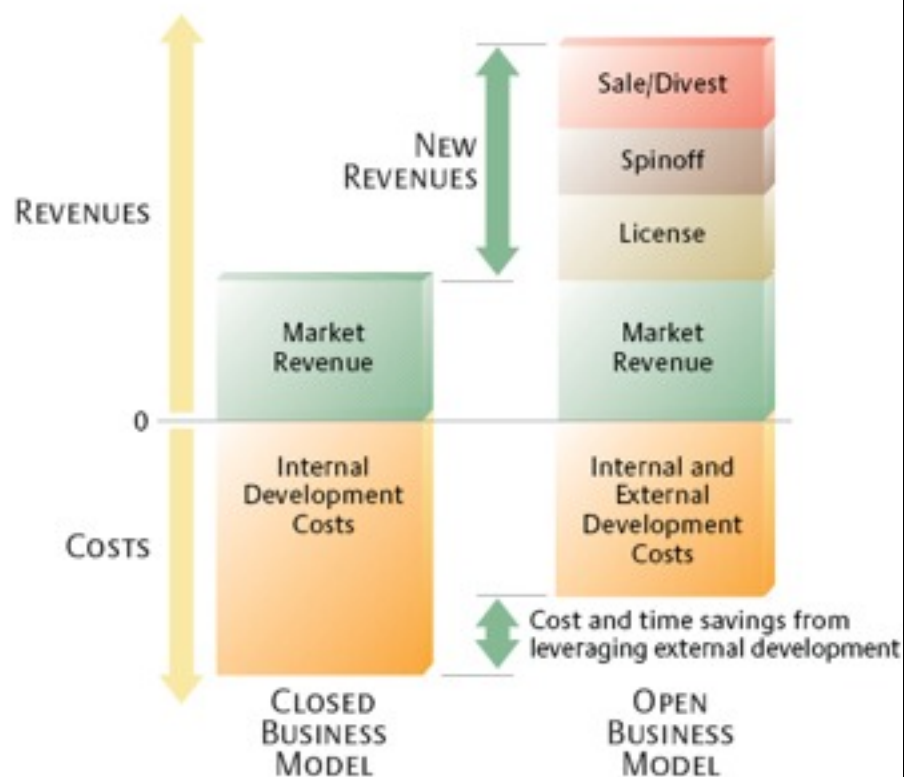 Sale/Divest
NEW
REVENUES
Spinoff
REVENUES
License
Market
Revenue
Market
Revenue
0
Internal
Development
Costs
Internal and
External
Development
Costs
COSTS
Cost and time savings from
leveraging external development
CLOSED
BUSINESS
MODEL
OPEN
BUSINESS
MODEL